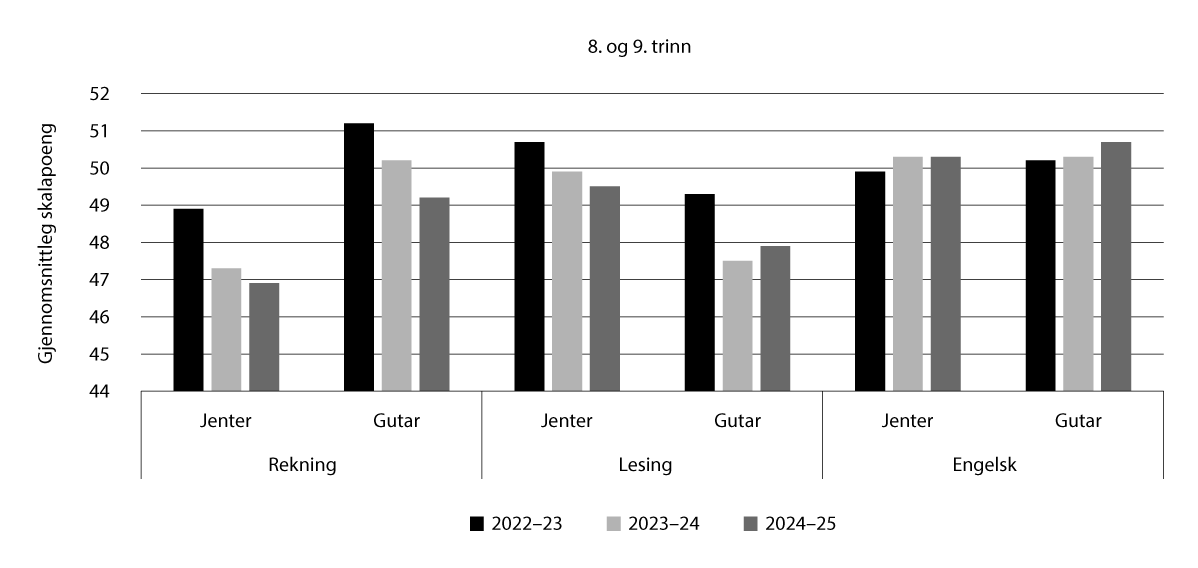 8. og 9. trinn
Gjennomsnittleg skalapoeng
52
51
50
49
48
47
46
45
44
Jenter Gutar Jenter Gutar Jenter Gutar
Rekning Lesing Engelsk
2022–23 2023–24 2024–25